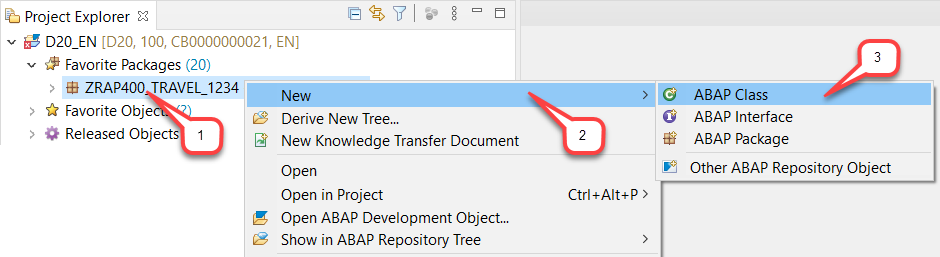 Project Explorer
D20_EN [D20, 100, CB0000000021, EN]
Favorite Packages (20)
ZRAP400_TRAVEL_1234
Favorite Objects (2)
Released Objects
1
New
Derive New Tree...
New Knowledge Transfer Document
Open
Open in Project Ctrl+Alt+P
Open ABAP Development Object...
Show in ABAP Repository Tree
2
3
ABAP Class
ABAP Interface
ABAP Package
Other ABAP Repository Object